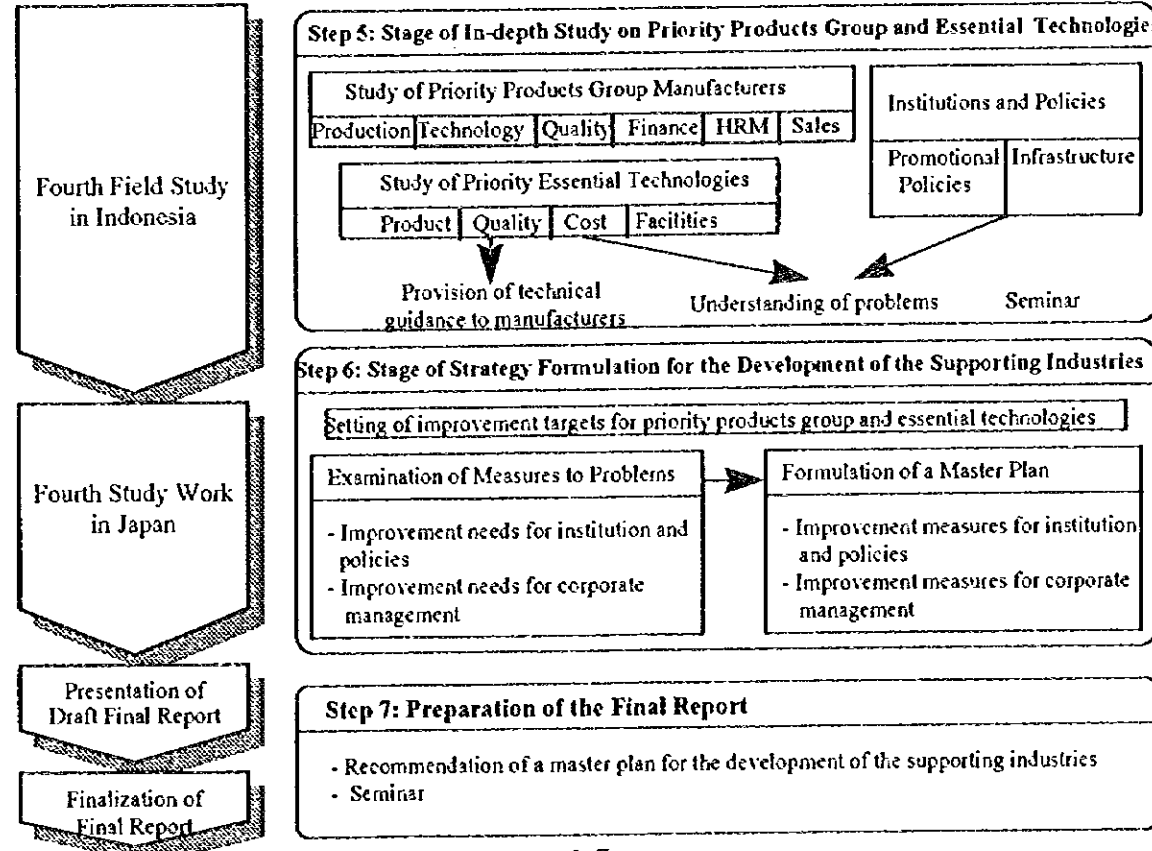 Fourth Field Study
in Indonesia
Step 5: Stage of In-depth Study on Priority Products Group and Essential Technologie
Study of Priority Products Group Manufacturers
Production Technology Quality Finance HRM Sales
Institutions and Policies
Promotional
Policies
Infrastructure
Study of Priority Essential Technologies
Product Quality Cost Facilities
Provision of technical
guidance to manufacturers
Understanding of problems
Seminar
Fourth Study Work
in Japan
Step 6: Stage of Strategy Formulation for the Development of the Supporting Industries
Setting of improvement targets for priority products group and essential technologies
Examination of Measures to Problems
- Improvement needs for institution and
policies
- Improvement needs for corporate
management
Formulation of a Master Plan
- Improvement measures for institution
and policies
- Improvement measures for corporate
management
Presentation of
Draft Final Report
Finalization of
Final Report
Step 7: Preparation of the Final Report
- Recommendation of a master plan for the development of the supporting industries
- Seminar